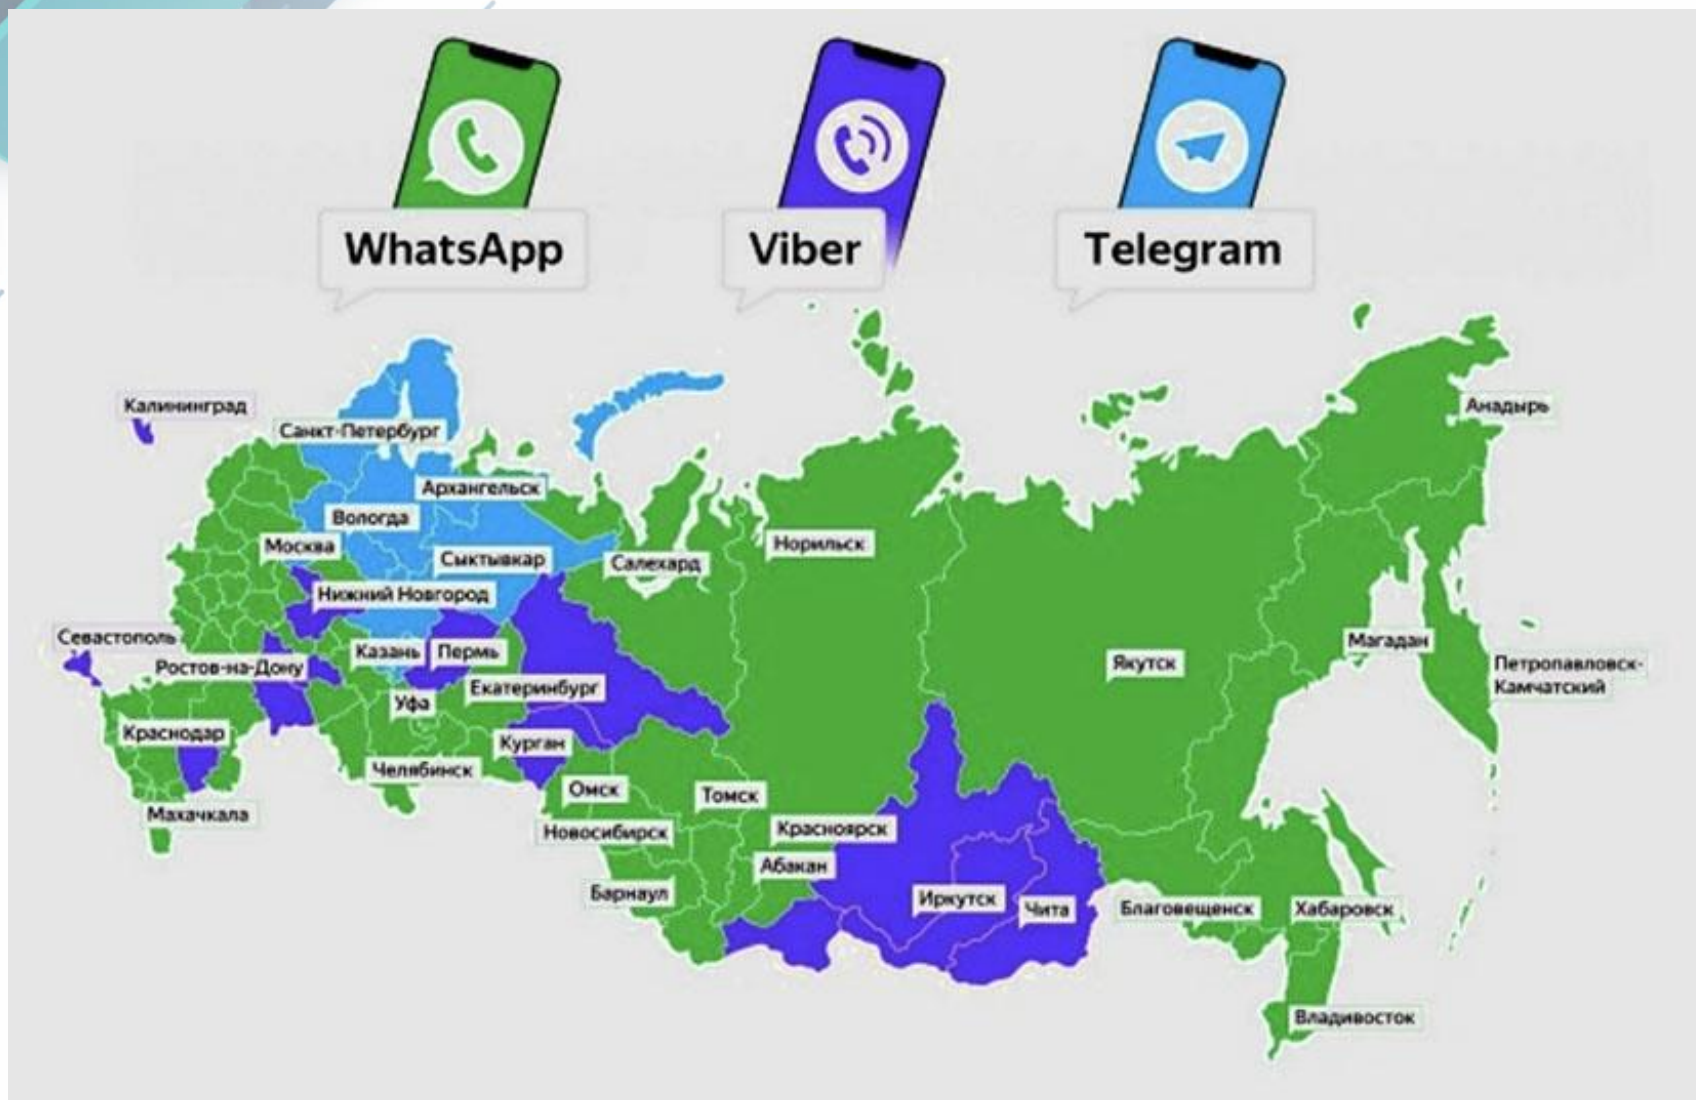 WhatsApp
Viber
Telegram
Калининград
Анадырь
Санкт-Петербург
Архангельск
Вологда
Москва
Сыктывкар
Салехард
Норильск
Нижний Новгород
Севастополь
Ростов-на-Дону
Казань
Пермь
Екатеринбург
Уфа
Якутск
Магадан
Петропавловск-
Камчатский
Краснодар
Курган
Челябинск
Омск
Томск
Махачкала
Новосибирск
Красноярск
Абакан
Барнаул
Иркутск
Чита
Благовещенск
Хабаровск
Владивосток